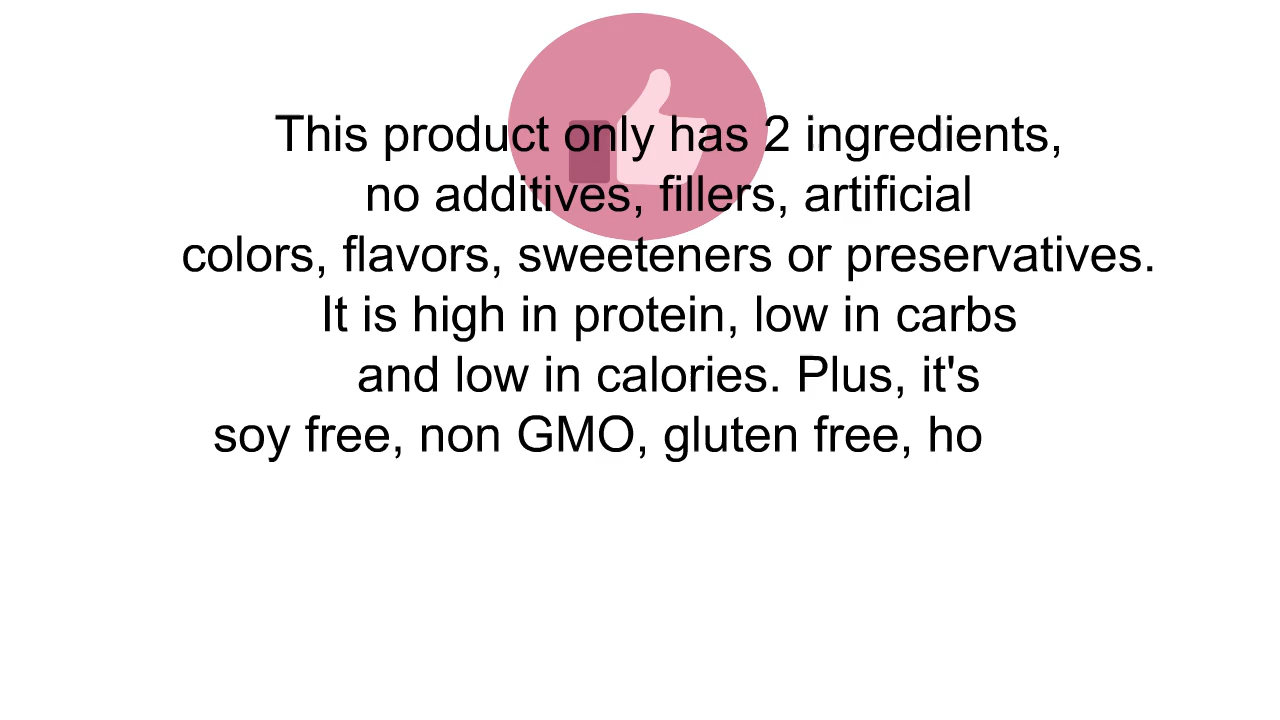 This product only has 2 ingredients,
no additives, fillers, artificial
colors, flavors, sweeteners or preservatives.
It is high in protein, low in carbs
and low in calories. Plus, it's
soy free, non GMO, gluten free, ho